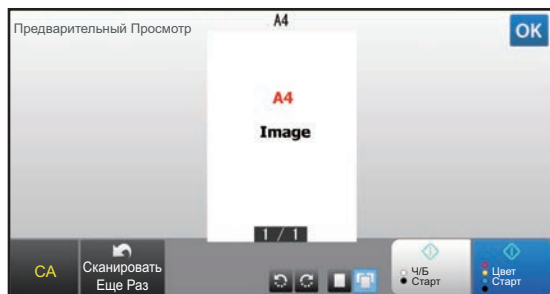 A4
Предварительный Просмотр
OK
A4
Image
1 / 1
CA
Сканировать
Еще Раз
Ч/Б
Старт
Цвет
Старт